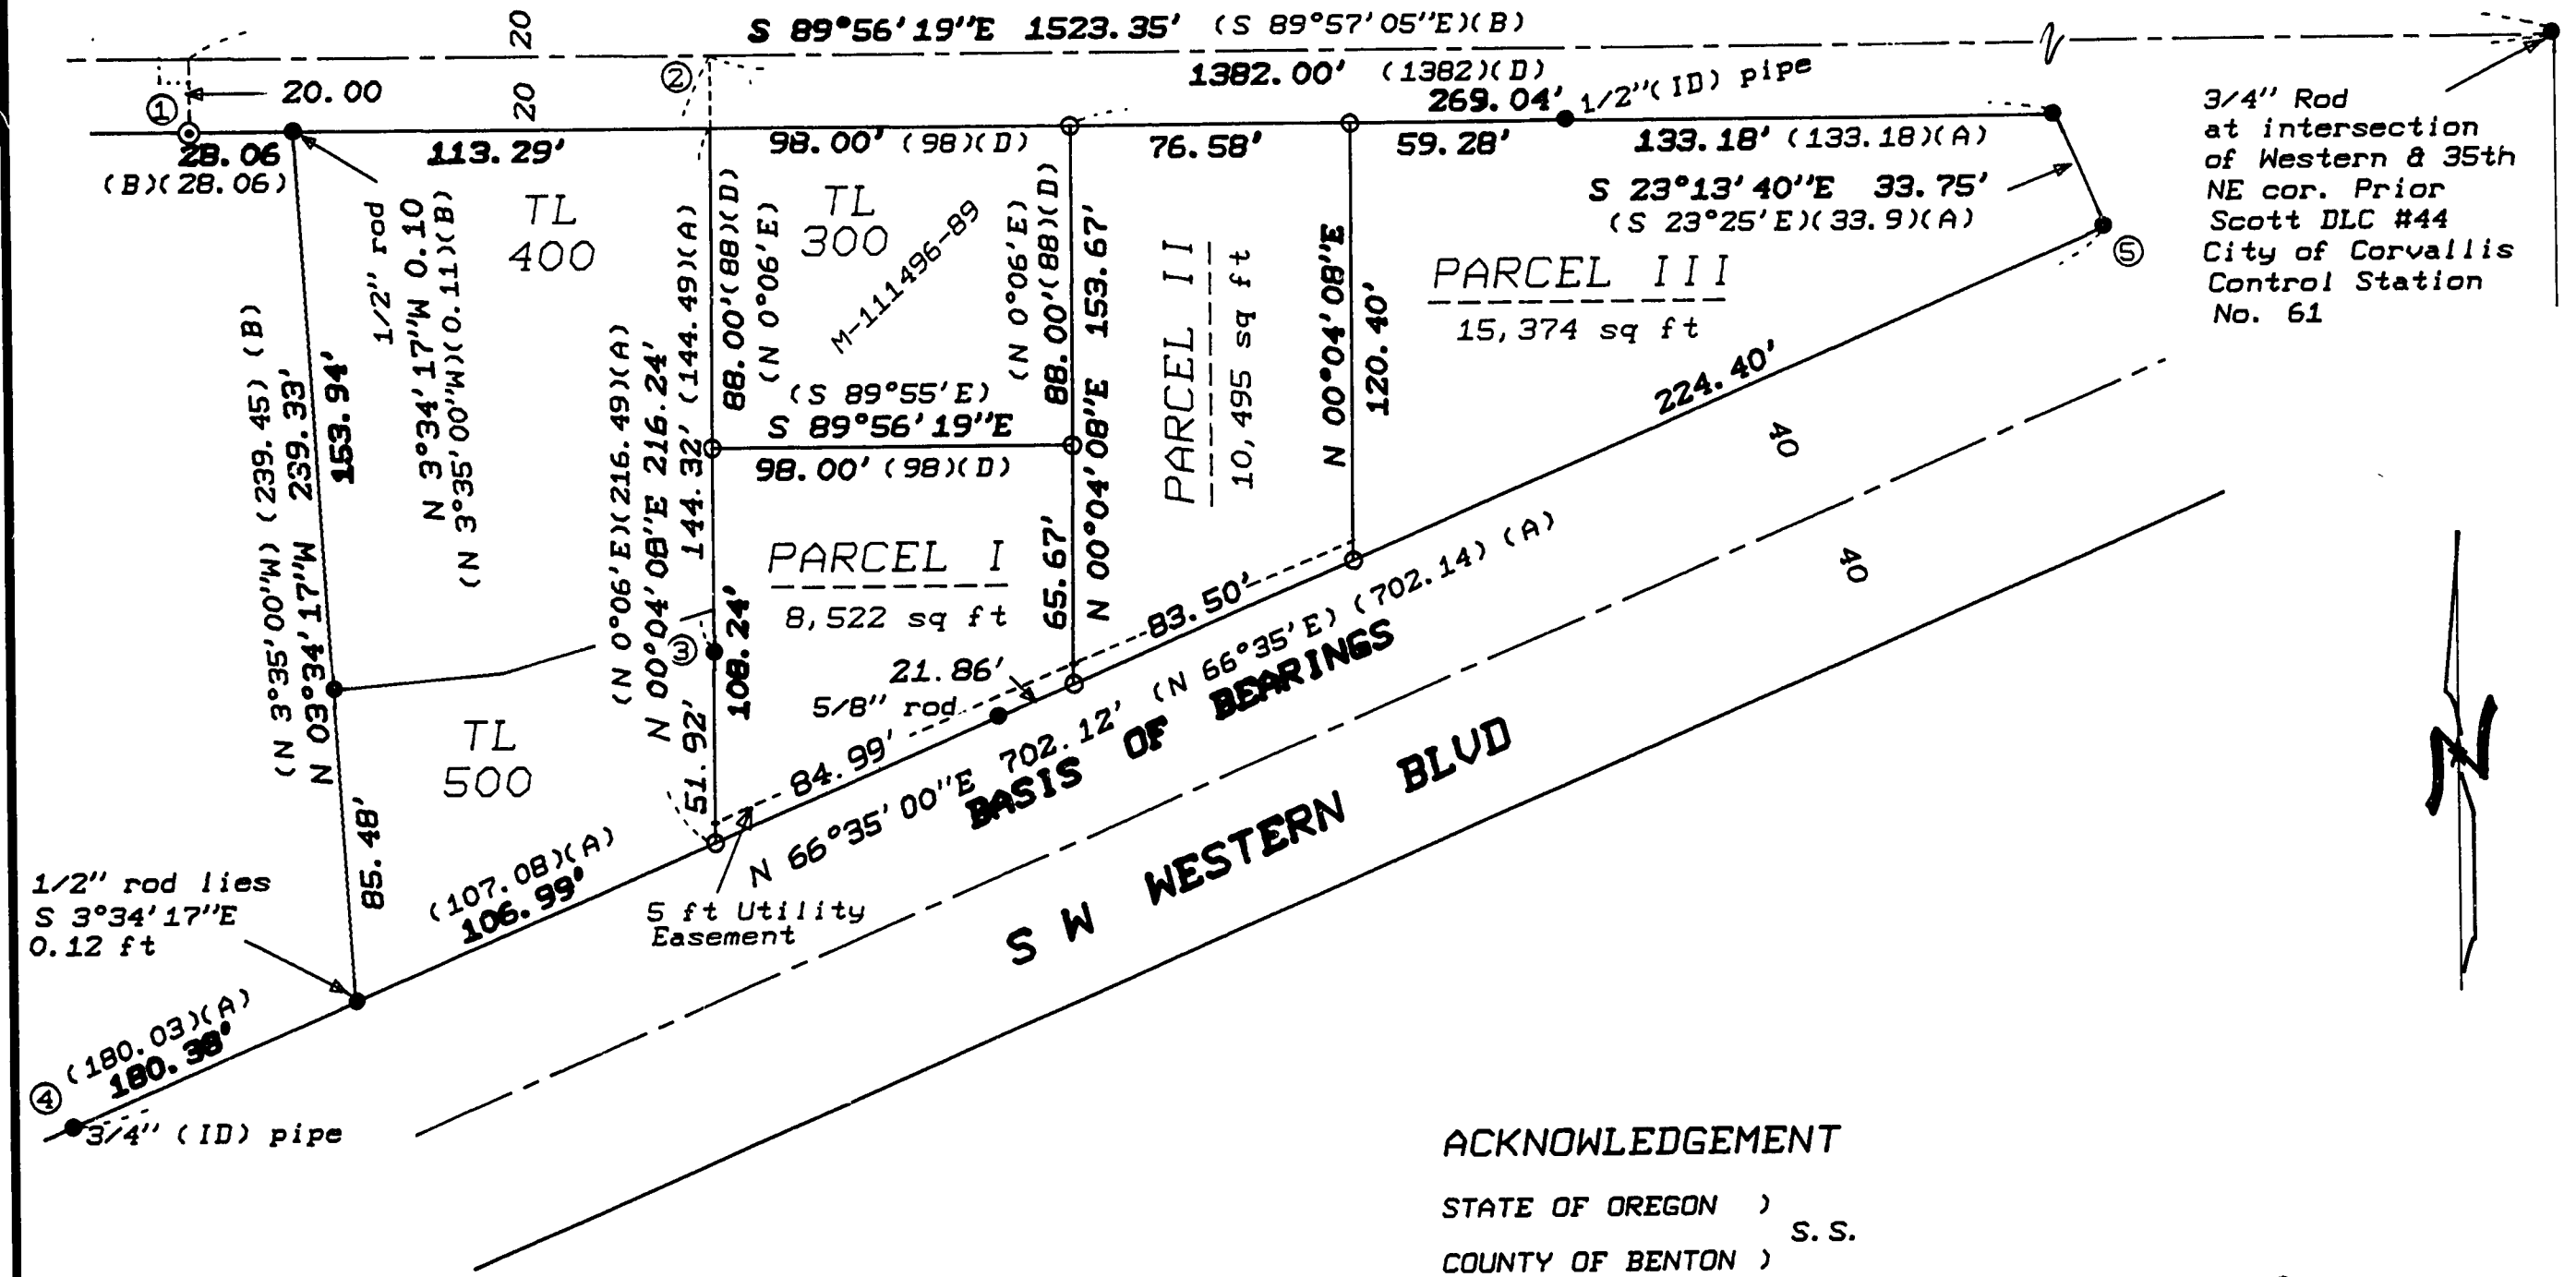 S 89°56'19"E 1523.35' (S 89°57'05"E)(B)
20
②
1382.00' (1382)(D)
① 20.00
20
269.04' 1/2"(ID) pipe
28.06
(B)(28.06)
113.29'
98.00' (98)(D)
76.58'
59.28'
133.18' (133.18)(A)
S 23°13'40"E 33.75'
(S 23°25'E)(33.9)(A)
⑤
3/4" Rod
at intersection
of Western & 35th
NE cor. Prior
Scott DLC #44
City of Corvallis
Control Station
No. 61
1/2" rod
N 3°34'17"W 0.10
(N 3°35'00"W)(0.11)(B)
TL
400
88.00'(88)(D)
(N 0°06'E)
TL
300
M-111496-89
(N 0°06'E)
88.00'(88)(D)
N 00°04'08"E 153.67'
PARCEL II
10,495 sq ft
N 00°04'08"E
120.40'
PARCEL III
15,374 sq ft
224.40'
(N 3°35'00"W) (239.45) (B)
N 03°34'17"W 239.33'
153.94'
(N 0°06'E)(216.49)(A)
N 00°04'08"E 216.24'
144.32' (144.49)(A)
(S 89°55'E)
S 89°56'19"E
98.00' (98)(D)
PARCEL I
8,522 sq ft
65.67'
③
108.24'
51.92'
21.86'
5/8" rod
84.99'
83.50'
N 66°35'00"E 702.12' (N 66°35'E) (702.14) (A)
BASIS OF BEARINGS
40
40
S W WESTERN BLVD
TL
500
85.48'
1/2" rod lies
S 3°34'17"E
0.12 ft
(107.08)(A)
106.99'
5 ft Utility
Easement
④ (180.03)(A)
180.38'
3/4" (ID) pipe
N
ACKNOWLEDGEMENT
STATE OF OREGON )
S.S.
COUNTY OF BENTON )